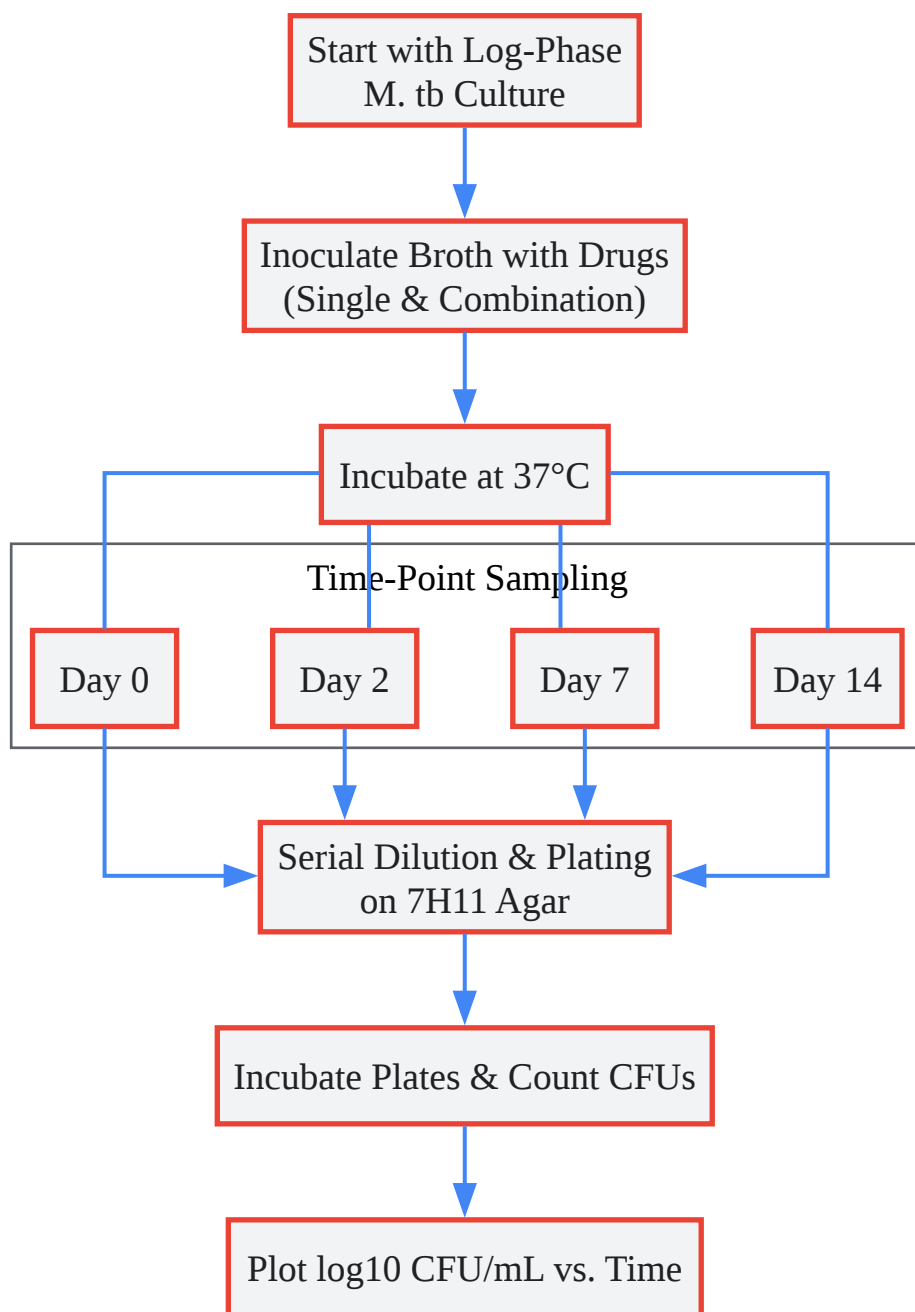 Start with Log-Phase
M. tb Culture
Inoculate Broth with Drugs
(Single & Combination)
Incubate at 37°C
Time-Point Sampling
Day 0
Day 2
Day 7
Day 14
Serial Dilution & Plating
on 7H11 Agar
Incubate Plates & Count CFUs
Plot log10 CFU/mL vs. Time